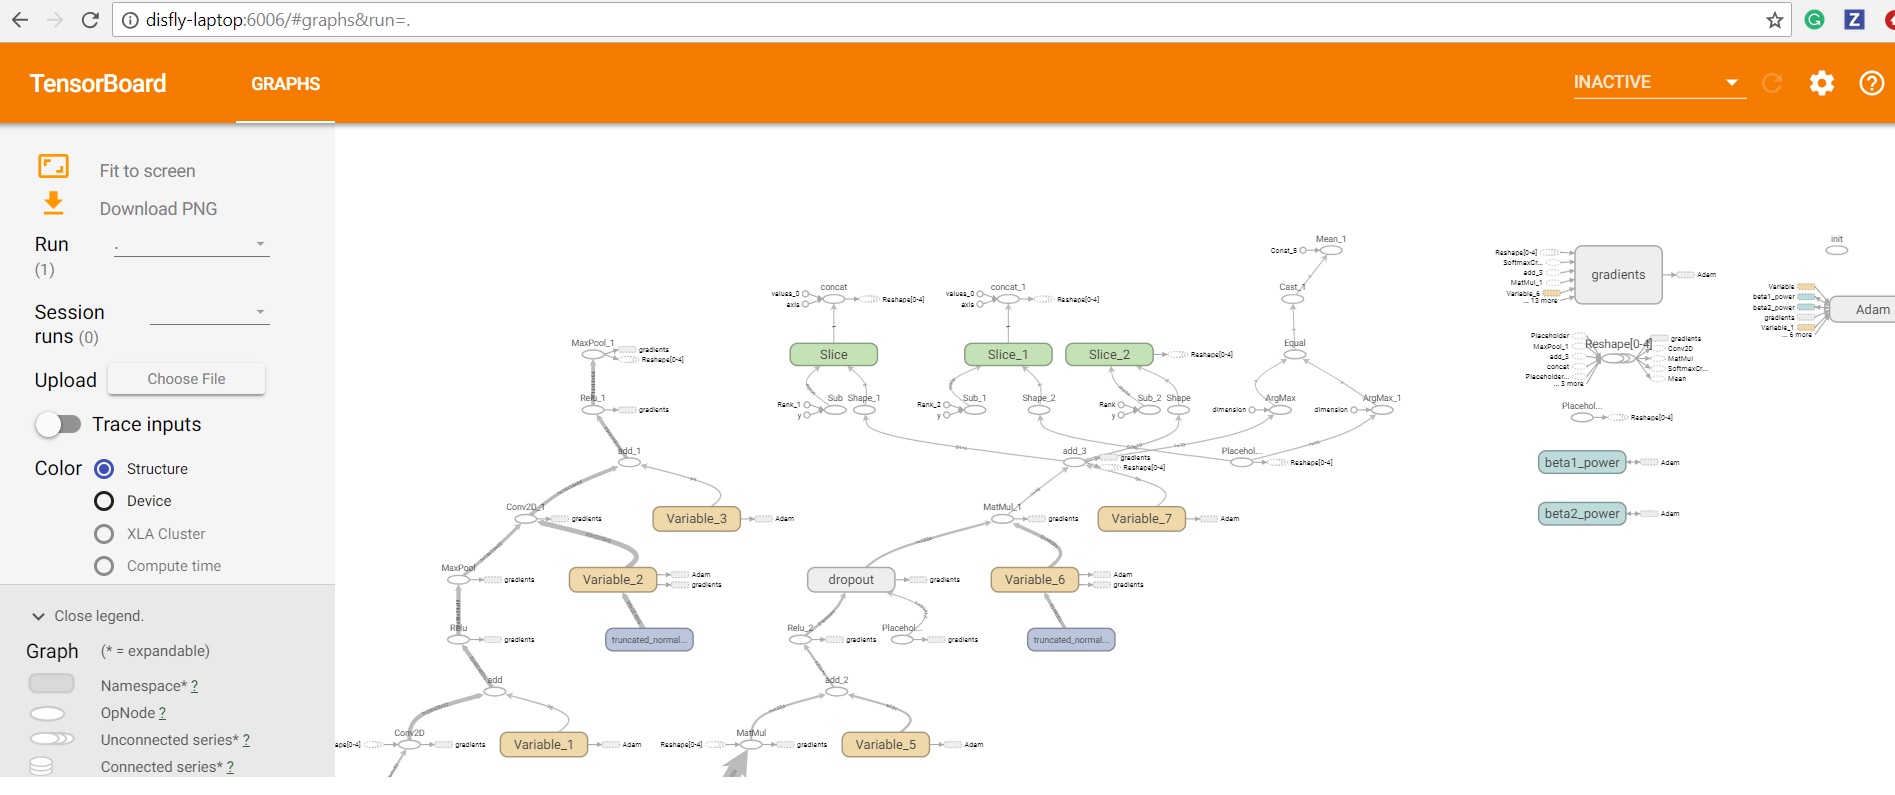 disfly-laptop:6006/#graphs&run=.
TensorBoard
GRAPHS
INACTIVE
Fit to screen
Download PNG
Run
(1)
.
Session
runs (0)
Upload
Choose File
Trace inputs
Color
Structure
Device
XLA Cluster
Compute time
Close legend.
Graph
(* = expandable)
Namespace* ?
OpNode ?
Unconnected series* ?
Connected series* ?
Mean_1
Const_5
Cast_1
concat
values_0
axis
Reshape[0-4]
concat_1
values_0
axis
Reshape[0-4]
MaxPool_1
gradients
Reshape[0-4]
Slice
Slice_1
Slice_2
Reshape[0-4]
Equal
Relu_1
gradients
Rank_1
y
Sub
Shape_1
Rank_2
y
Sub_1
Shape_2
Rank
y
Sub_2
Shape
dimension
ArgMax
dimension
ArgMax_1
add_1
add_3
gradients
Reshape[0-4]
Placehol...
Reshape[0-4]
Conv2D_1
gradients
Variable_3
Adam
MatMul_1
gradients
Variable_7
Adam
MaxPool
gradients
Variable_2
Adam
gradients
dropout
gradients
Variable_6
Adam
gradients
Relu
gradients
truncated_normal...
Relu_2
gradients
Placehol...
gradients
truncated_normal...
add
add_2
Conv2D
ape[0-4]
gradients
Variable_1
Adam
MatMul
Reshape[0-4]
gradients
Variable_5
Adam
Reshape[0-4]
SoftmaxCr...
add_3
MatMul_1
Variable_6
... 13 more
gradients
Adam
init
Variable
beta1_power
beta2_power
gradients
Variable_1
... 6 more
Adam
Placeholder
MaxPool_1
add_3
concat
Placeholder...
... 3 more
Reshape[0-4]
gradients
Conv2D
MatMul
SoftmaxCr...
Mean
Placehol...
Reshape[0-4]
beta1_power
Adam
beta2_power
Adam